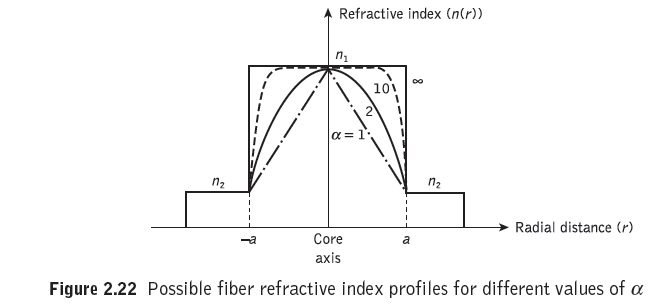 Refractive index (n(r))
n₁
10
∞
2
α = 1
n₂
n₂
Radial distance (r)
–a
Core
axis
a
Figure 2.22 Possible fiber refractive index profiles for different values of α